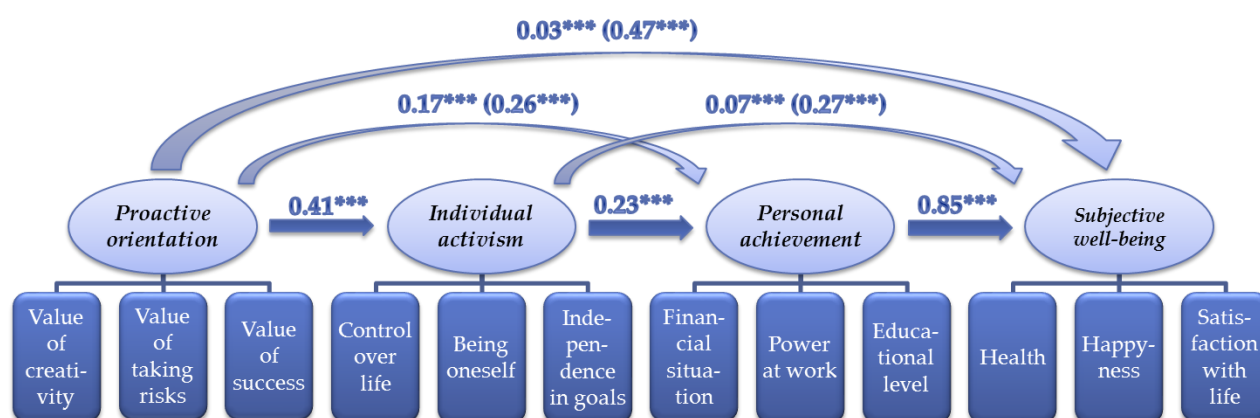 0.03*** (0.47***)
0.17*** (0.26***)
0.07*** (0.27***)
0.41***
0.23***
0.85***
Proactive
orientation
Individual
activism
Personal
achievement
Subjective
well-being
Value
of
creati-
vity
Value
of
taking
risks
Value
of
success
Control
over
life
Being
oneself
Inde-
pen-
dence
in goals
Finan-
cial
situa-
tion
Power
at work
Educa-
tional
level
Health
Happy-
ness
Satis-
faction
with
life